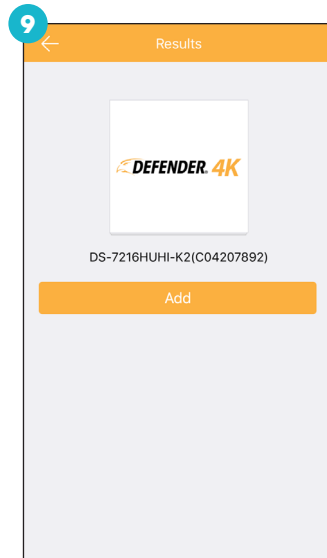 9
Results
DEFENDER. 4K
DS-7216HUHI-K2(C04207892)
Add